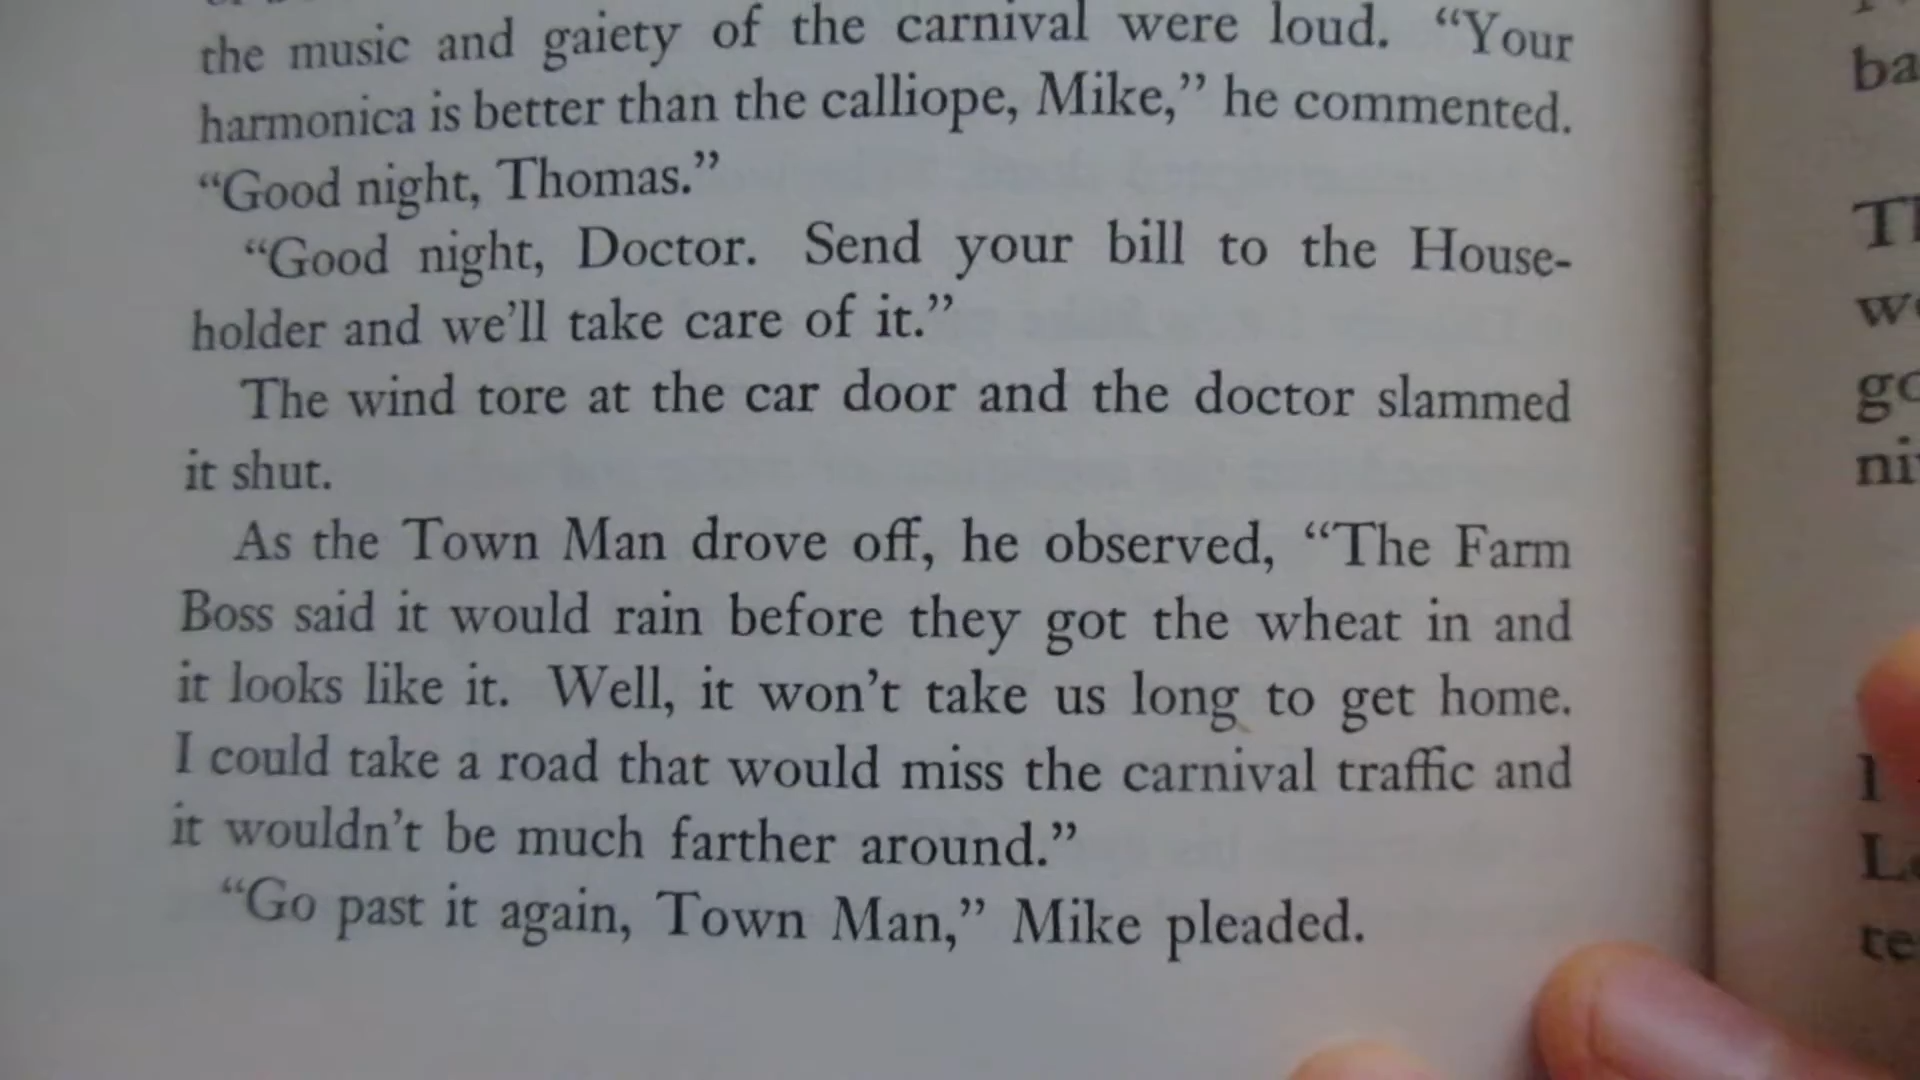 the music and gaiety of the carnival were loud. “Your
harmonica is better than the calliope, Mike,” he commented.
“Good night, Thomas.”
“Good night, Doctor. Send your bill to the House-
holder and we’ll take care of it.”
The wind tore at the car door and the doctor slammed
it shut.
As the Town Man drove off, he observed, “The Farm
Boss said it would rain before they got the wheat in and
it looks like it. Well, it won’t take us long to get home.
I could take a road that would miss the carnival traffic and
it wouldn’t be much farther around.”
“Go past it again, Town Man,” Mike pleaded.